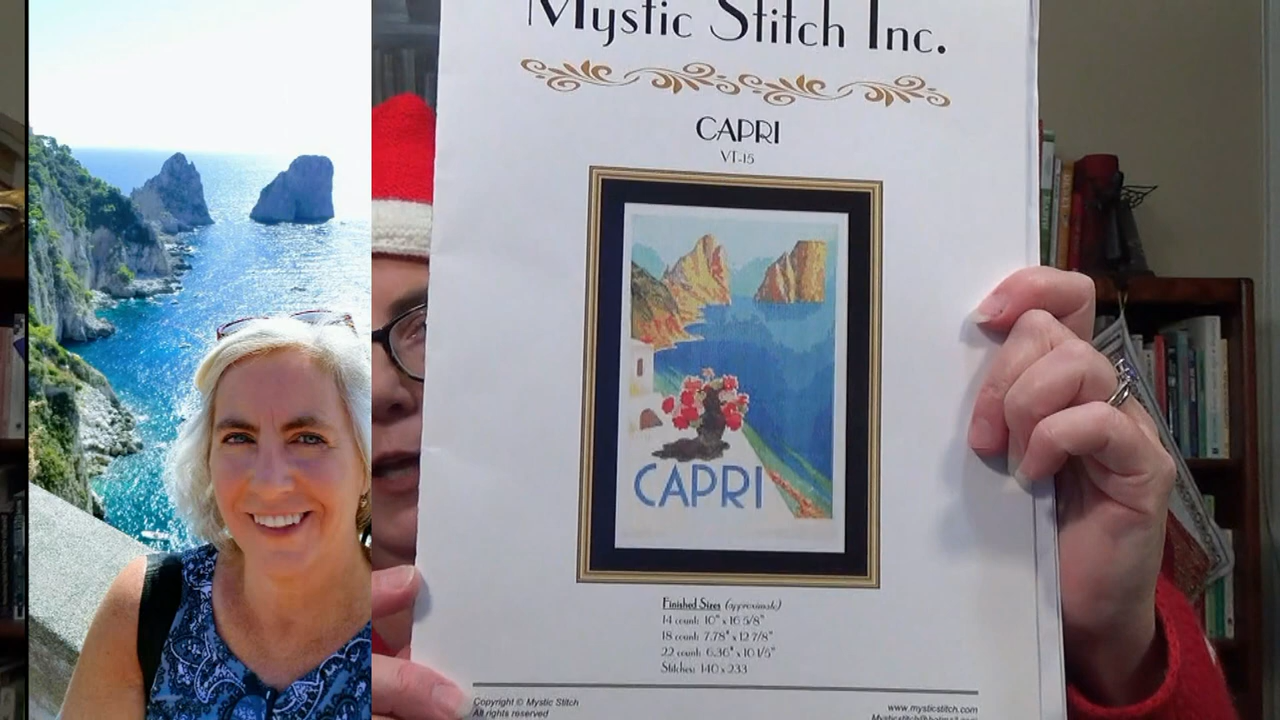 Mystic Stitch Inc.
CAPRI
VT-15
CAPRI
Finished Sizes (approximate)
14 count: 10" x 16 5/8"
18 count: 7.78" x 12 7/8"
22 count: 6.36" x 10 1/5"
Stitches: 140 x 233
Copyright © Mystic Stitch
All rights reserved
www.mysticstitch.com